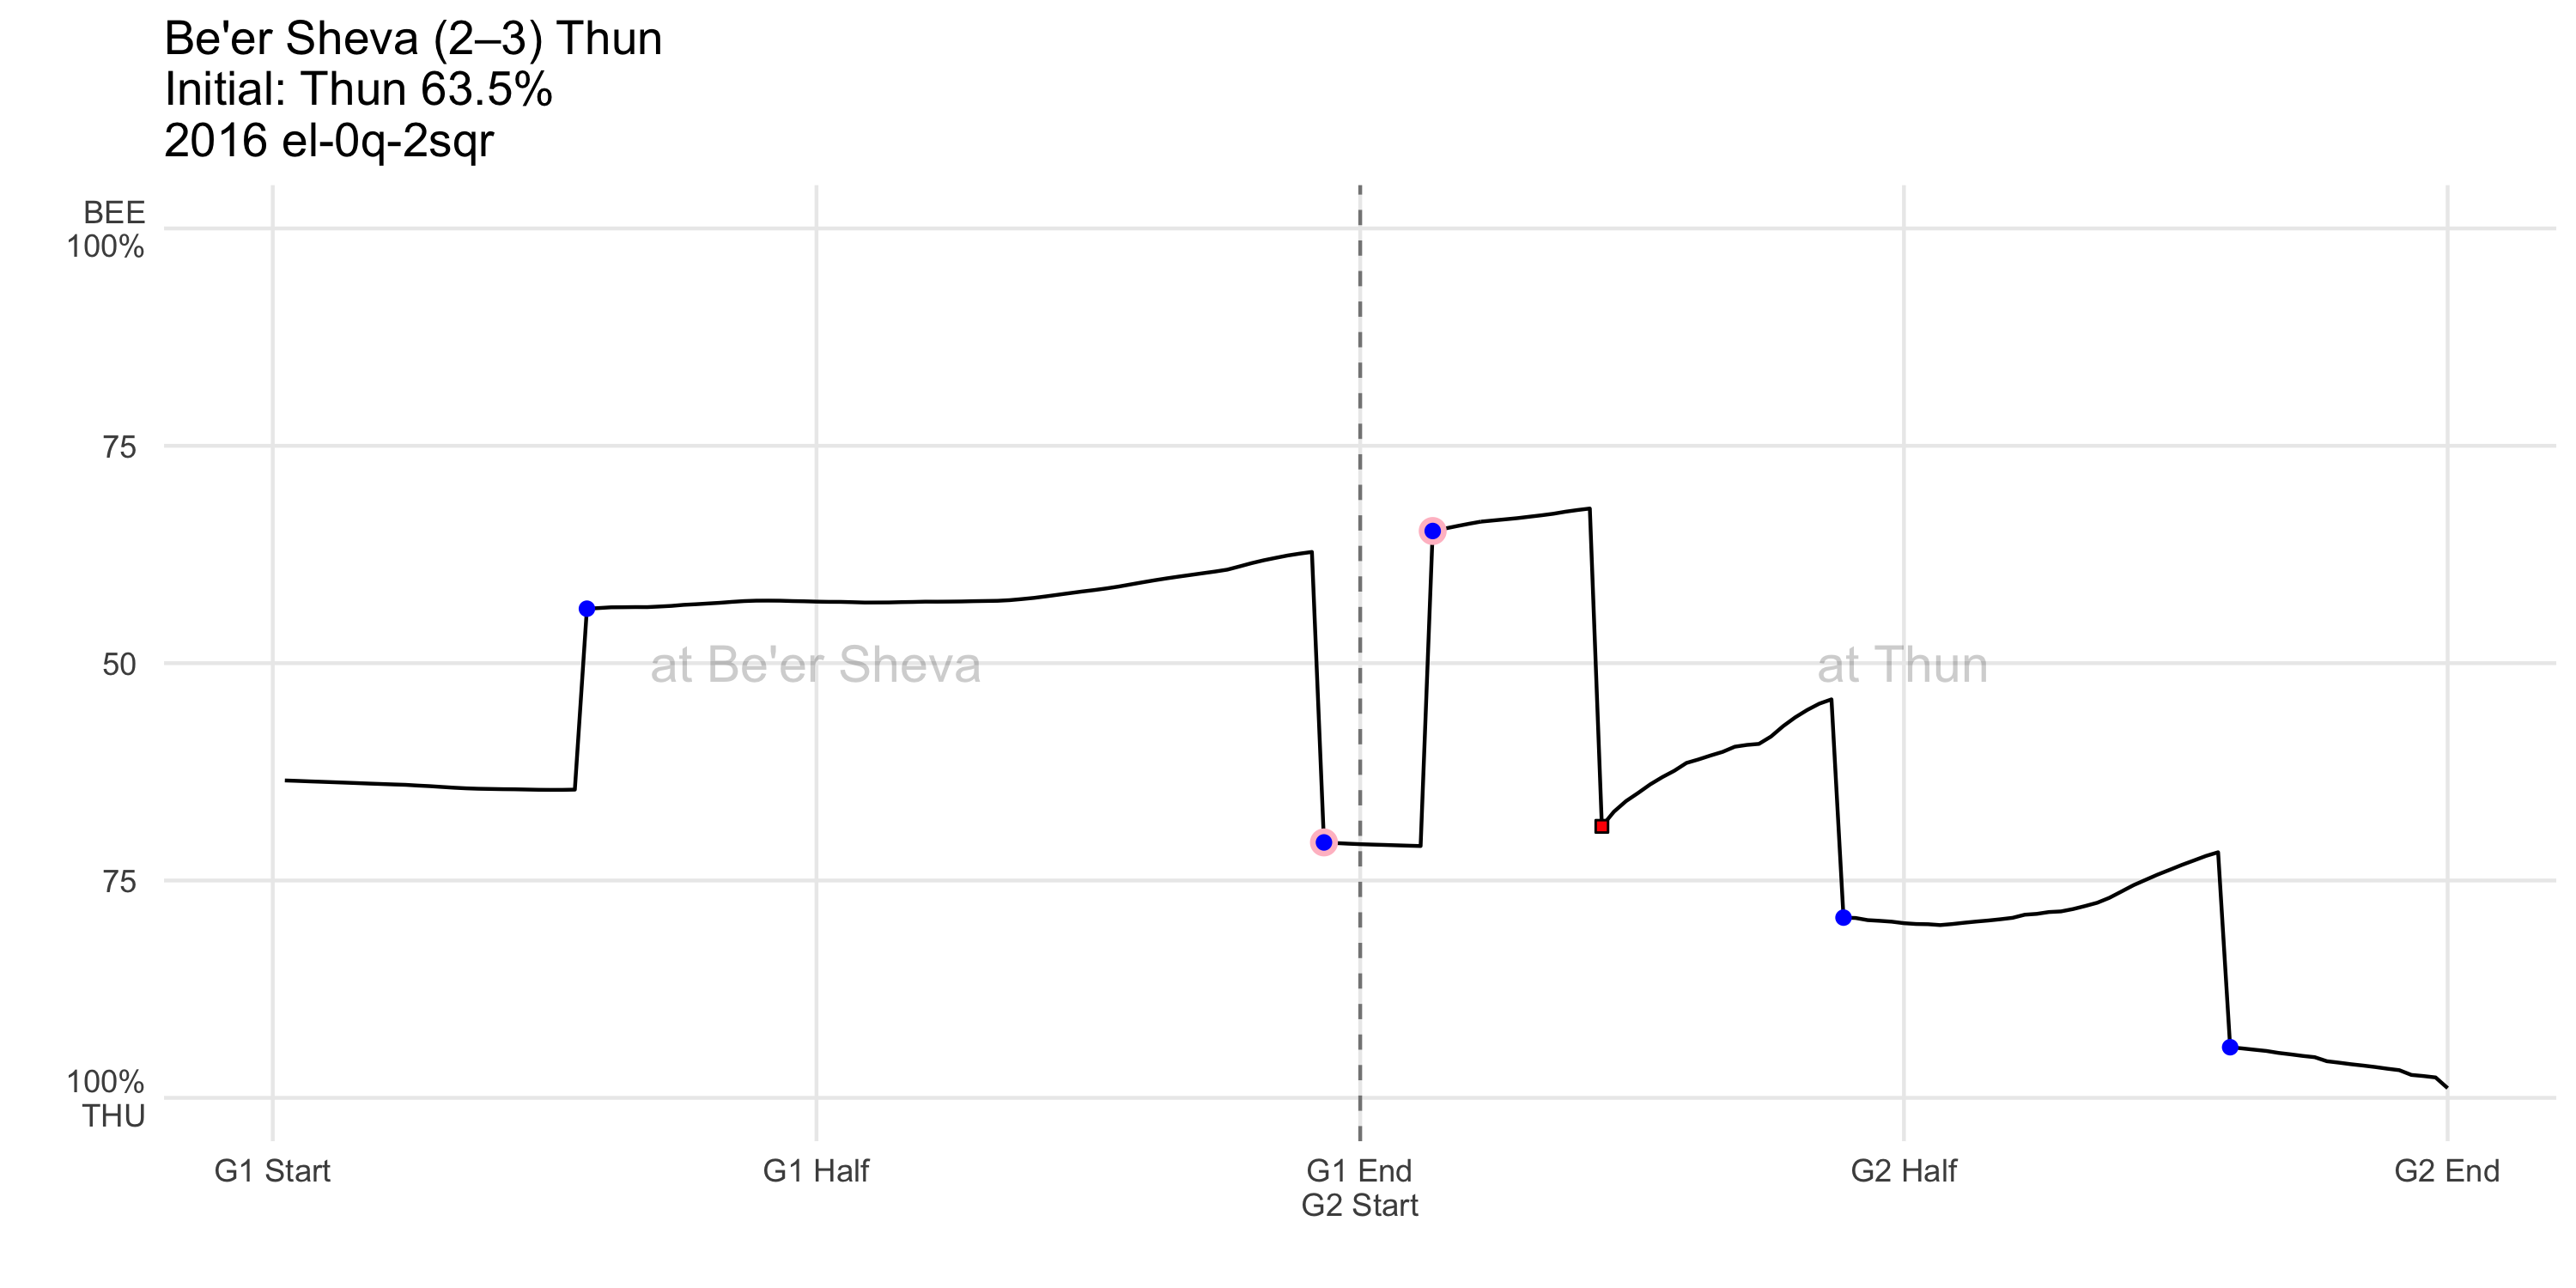 Be'er Sheva (2–3) Thun
Initial: Thun 63.5%
2016 el-0q-2sqr
BEE
100%
75
50
75
100%
THU
at Be'er Sheva
at Thun
G1 Start
G1 Half
G1 End
G2 Start
G2 Half
G2 End